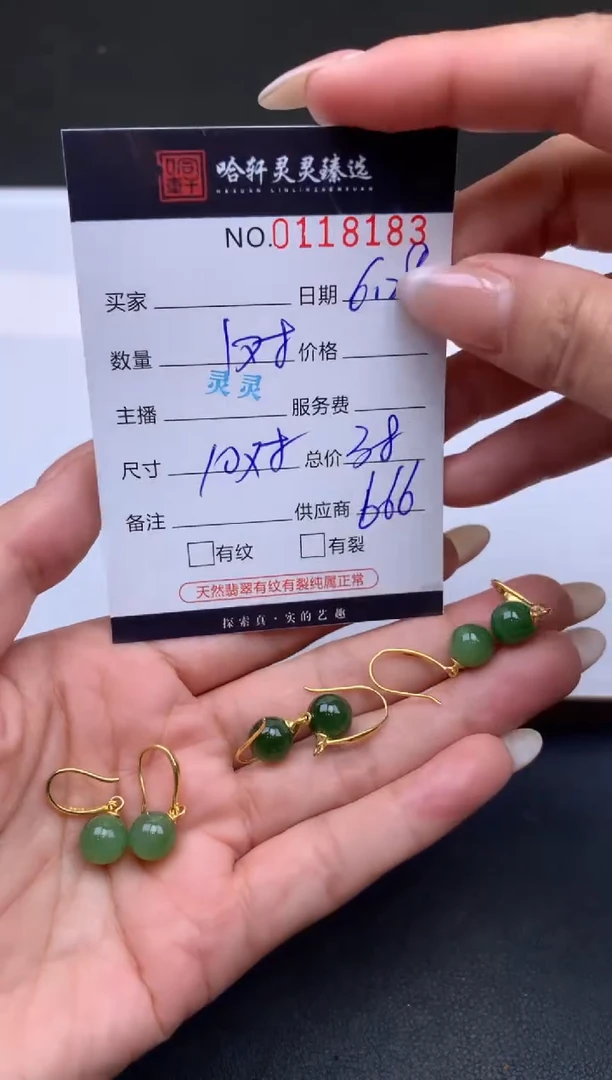 哈轩灵灵臻选
HAXUAN LINLINZHENXUAN
NO.0118183
买家 日期 6.28
数量 1对 价格
灵灵
主播 服务费
尺寸 10对 总价 38
备注 供应商 666
有纹 有裂
天然翡翠有纹有裂纯属正常
探索真·实的艺趣